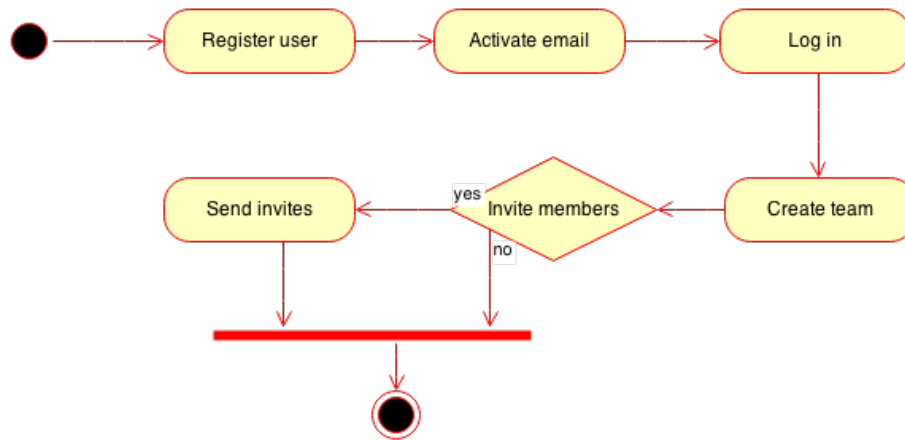 Register user
Activate email
Log in
Send invites
yes
Invite members
Create team
no